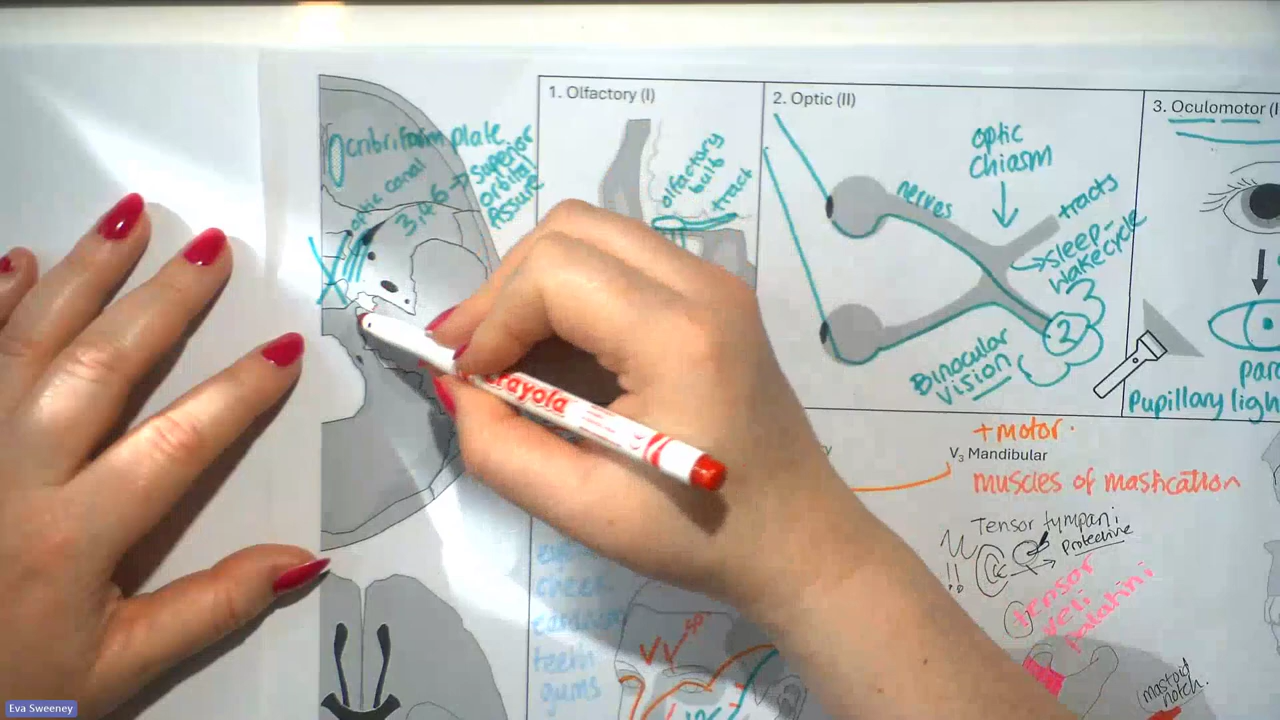 1. Olfactory (I)
2. Optic (II)
3. Oculomotor (I
cribriform plate
optic canal
3,4,6 → Superior
orbital
fissure
olfactory
bulb
tract
nerves
optic
chiasm
tracts
sleep-
wake cycle
2
Binocular
vision
Pupillary ligh
par
crayola
+ motor.
V3 Mandibular
muscles of mastication
Tensor tympani
Protective
!!
tensor
veli
palatini
mastoid
notch.
cheek
teeth
gums
Eva Sweeney